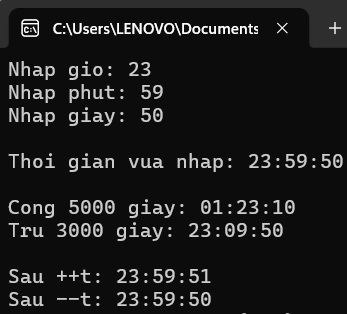 C:\Users\LENOVO\Documents
Nhap gio: 23
Nhap phut: 59
Nhap giay: 50
Thoi gian vua nhap: 23:59:50
Cong 5000 giay: 01:23:10
Tru 3000 giay: 23:09:50
Sau ++t: 23:59:51
Sau --t: 23:59:50